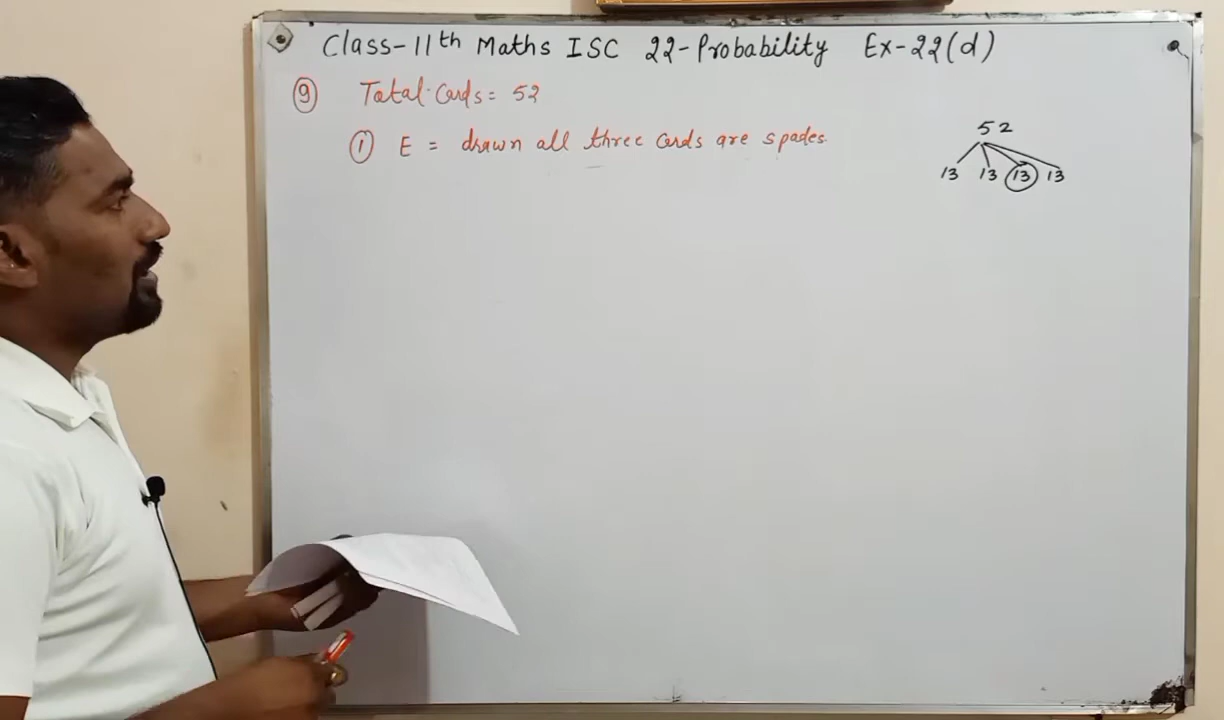 Class-11th Maths ISC 22-Probability Ex-22(d)
9 Total Cards = 52
1 E = drawn all three cards are spades.
52
13 13 13 13